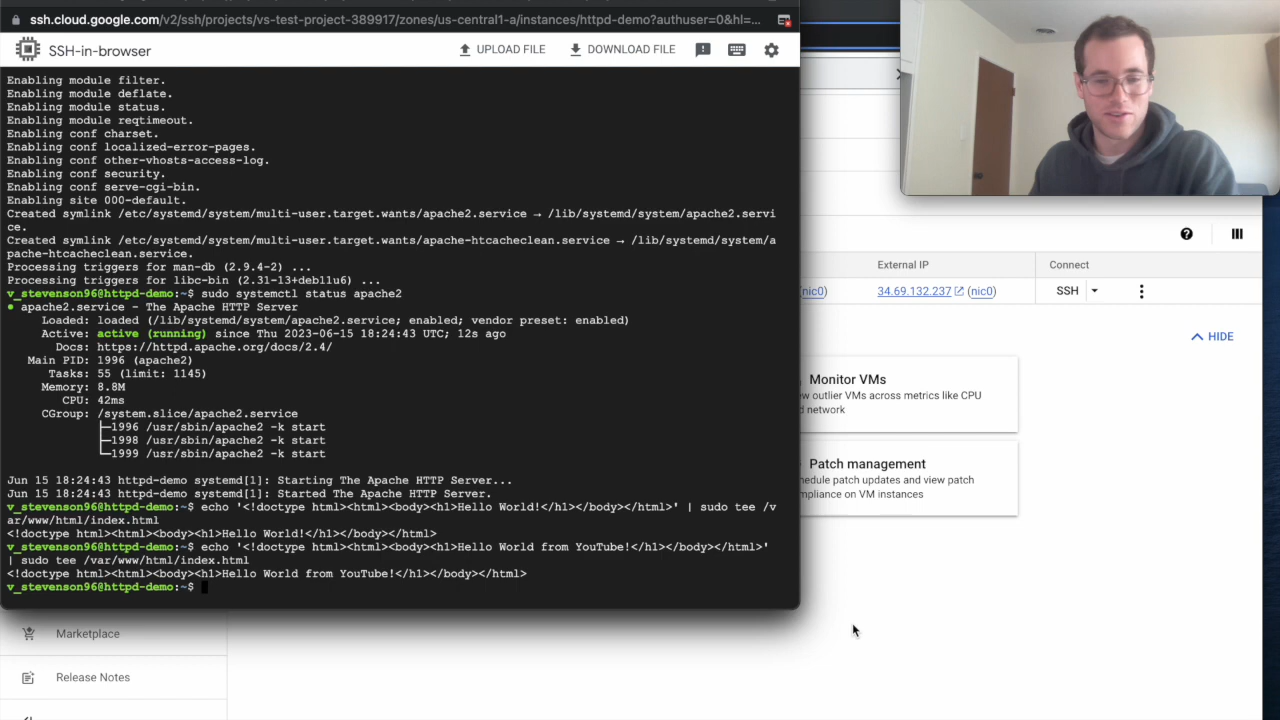 ssh.cloud.google.com/v2/ssh/projects/vs-test-project-389917/zones/us-central1-a/instances/httpd-demo?authuser=0&hl=...
SSH-in-browser
UPLOAD FILE
DOWNLOAD FILE
Enabling module filter.
Enabling module deflate.
Enabling module status.
Enabling module reqtimeout.
Enabling conf charset.
Enabling conf localized-error-pages.
Enabling conf other-vhosts-access-log.
Enabling conf security.
Enabling conf serve-cgi-bin.
Enabling site 000-default.
Created symlink /etc/systemd/system/multi-user.target.wants/apache2.service → /lib/systemd/system/apache2.servi
ce.
Created symlink /etc/systemd/system/multi-user.target.wants/apache-htcacheclean.service → /lib/systemd/system/a
pache-htcacheclean.service.
Processing triggers for man-db (2.9.4-2) ...
Processing triggers for libc-bin (2.31-13+deb11u6) ...
v_stevenson96@httpd-demo:~$ sudo systemctl status apache2
● apache2.service - The Apache HTTP Server
Loaded: loaded (/lib/systemd/system/apache2.service; enabled; vendor preset: enabled)
Active: active (running) since Thu 2023-06-15 18:24:43 UTC; 12s ago
Docs: https://httpd.apache.org/docs/2.4/
Main PID: 1996 (apache2)
Tasks: 55 (limit: 1145)
Memory: 8.8M
CPU: 42ms
CGroup: /system.slice/apache2.service
├─1996 /usr/sbin/apache2 -k start
├─1998 /usr/sbin/apache2 -k start
└─1999 /usr/sbin/apache2 -k start
Jun 15 18:24:43 httpd-demo systemd[1]: Starting The Apache HTTP Server...
Jun 15 18:24:43 httpd-demo systemd[1]: Started The Apache HTTP Server.
v_stevenson96@httpd-demo:~$ echo '<!doctype html><html><body><h1>Hello World!</h1></body></html>' | sudo tee /v
ar/www/html/index.html
<!doctype html><html><body><h1>Hello World!</h1></body></html>
v_stevenson96@httpd-demo:~$ echo '<!doctype html><html><body><h1>Hello World from YouTube!</h1></body></html>'
| sudo tee /var/www/html/index.html
<!doctype html><html><body><h1>Hello World from YouTube!</h1></body></html>
v_stevenson96@httpd-demo:~$
External IP
Connect
(nic0)
34.69.132.237 (nic0)
SSH
HIDE
Monitor VMs
outlier VMs across metrics like CPU
network
Patch management
patch updates and view patch
on VM instances
Marketplace
Release Notes